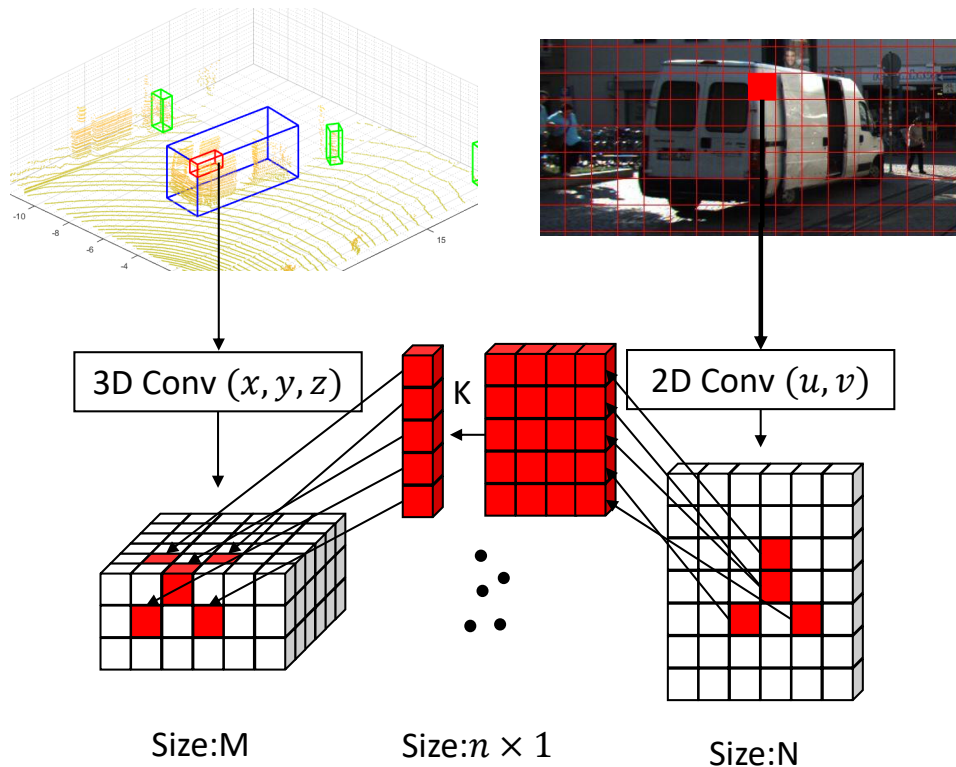 -10
-8
-6
-4
15
3D Conv (x, y, z)
K
2D Conv (u, v)
Size:M
Size:n × 1
Size:N